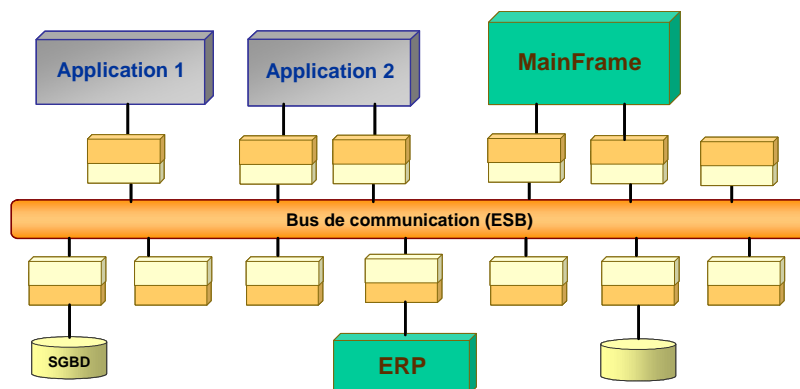 Application 1
Application 2
MainFrame
Bus de communication (ESB)
SGBD
ERP